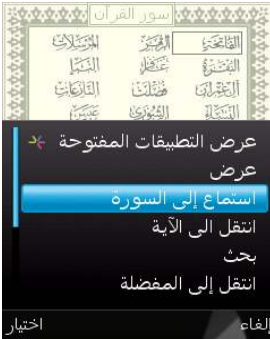 سور القرآن
الفاتحة الزمر المرسلات
البقرة غافر النبأ
آل عمران فصلت النازعات
النساء الشورى عبس
عرض التطبيقات المفتوحة
عرض
استماع إلى السورة
انتقل الى الآية
بحث
انتقل إلى المفضلة
إلغاء اختيار